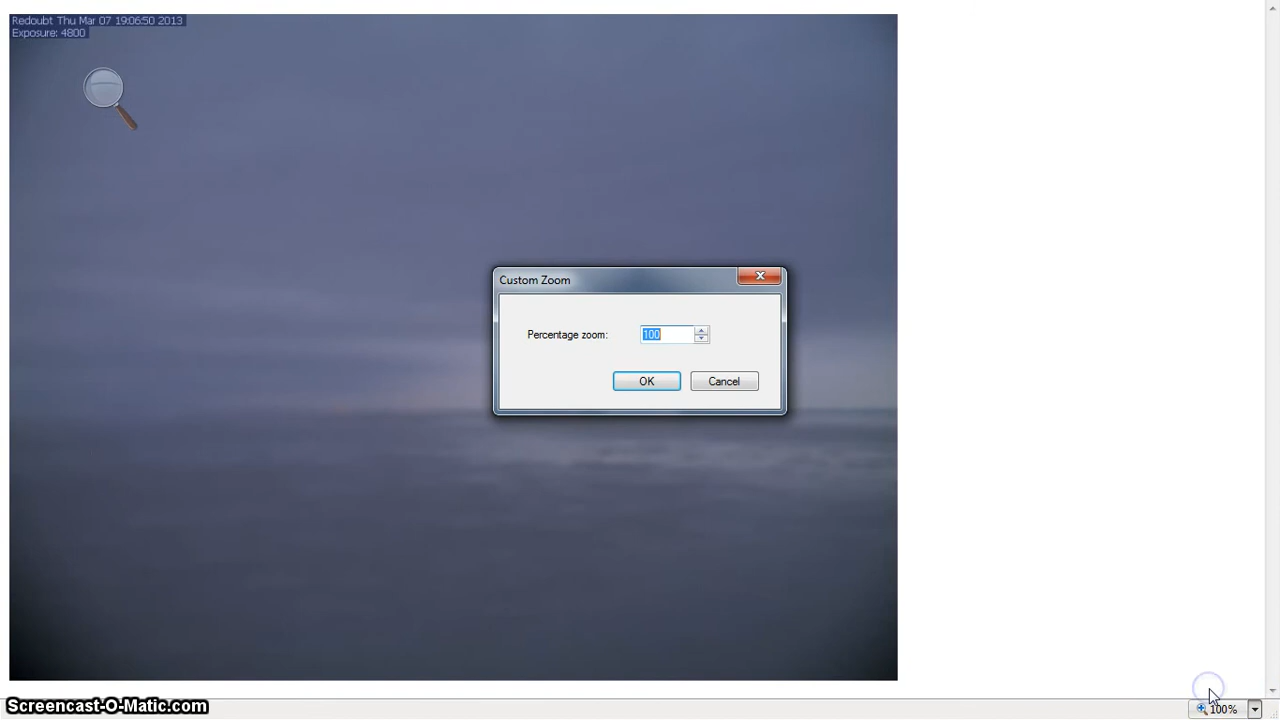 Redoubt Thu Mar 07 19:06:50 2013
Exposure: 4800
Custom Zoom
Percentage zoom: 100
OK Cancel
Screencast-O-Matic.com
100%